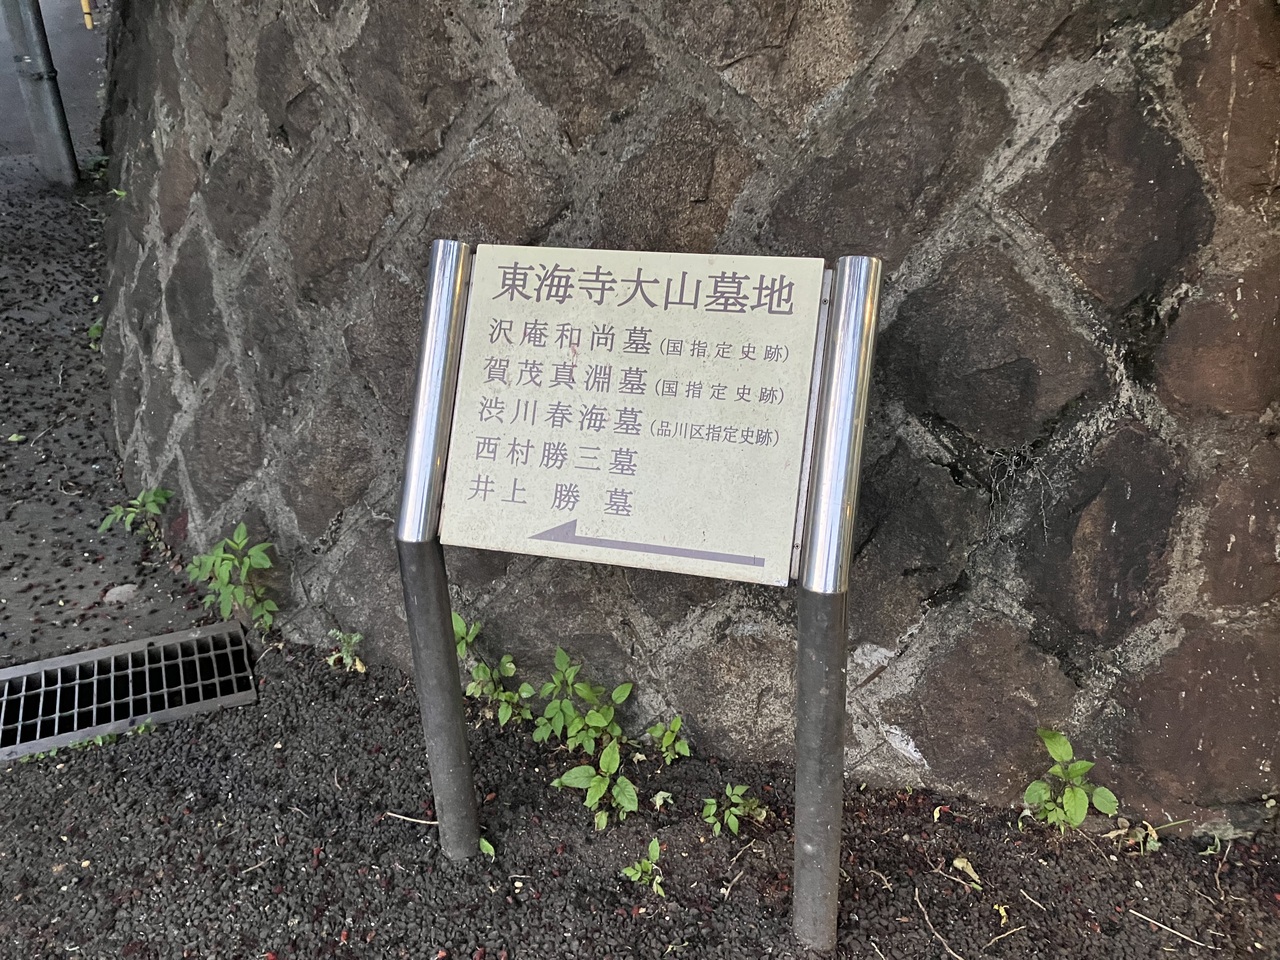 東海寺大山墓地
沢庵和尚墓(国指定史跡)
賀茂真淵墓(国指定史跡)
渋川春海墓(品川区指定史跡)
西村勝三墓
井上 勝 墓